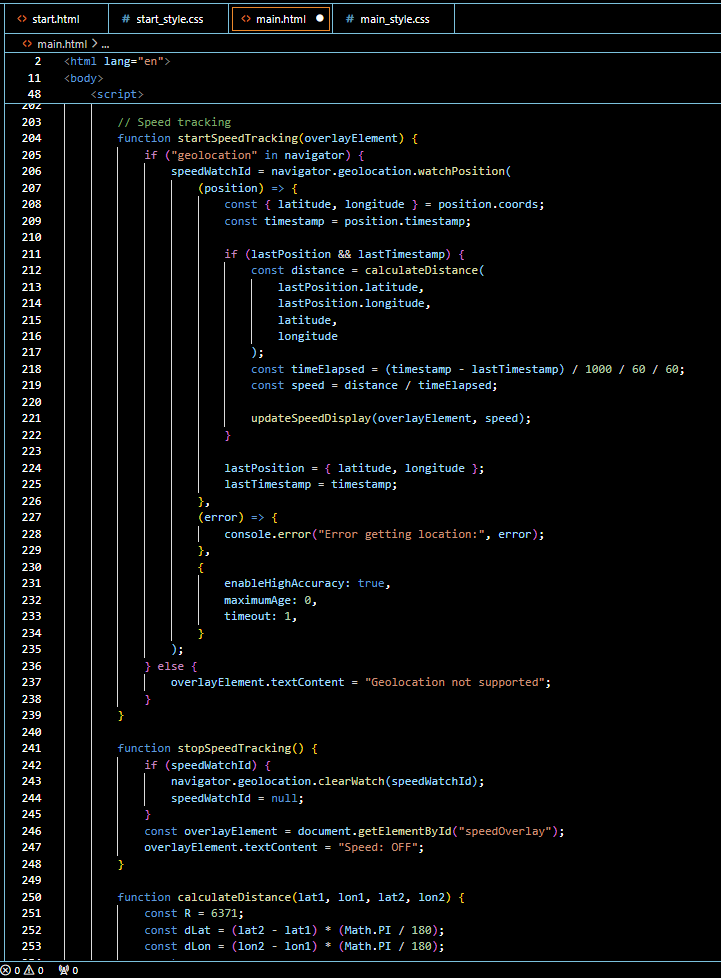 start.html # start_style.css main.html # main_style.css
main.html > ...
2 <html lang="en">
11 <body>
48 <script>
202
203 // Speed tracking
204 function startSpeedTracking(overlayElement) {
205 if ("geolocation" in navigator) {
206 speedWatchId = navigator.geolocation.watchPosition(
207 (position) => {
208 const { latitude, longitude } = position.coords;
209 const timestamp = position.timestamp;
210
211 if (lastPosition && lastTimestamp) {
212 const distance = calculateDistance(
213 lastPosition.latitude,
214 lastPosition.longitude,
215 latitude,
216 longitude
217 );
218 const timeElapsed = (timestamp - lastTimestamp) / 1000 / 60 / 60;
219 const speed = distance / timeElapsed;
220
221 updateSpeedDisplay(overlayElement, speed);
222 }
223
224 lastPosition = { latitude, longitude };
225 lastTimestamp = timestamp;
226 },
227 (error) => {
228 console.error("Error getting location:", error);
229 },
230 {
231 enableHighAccuracy: true,
232 maximumAge: 0,
233 timeout: 1,
234 }
235 );
236 } else {
237 overlayElement.textContent = "Geolocation not supported";
238 }
239 }
240
241 function stopSpeedTracking() {
242 if (speedWatchId) {
243 navigator.geolocation.clearWatch(speedWatchId);
244 speedWatchId = null;
245 }
246 const overlayElement = document.getElementById("speedOverlay");
247 overlayElement.textContent = "Speed: OFF";
248 }
249
250 function calculateDistance(lat1, lon1, lat2, lon2) {
251 const R = 6371;
252 const dLat = (lat2 - lat1) * (Math.PI / 180);
253 const dLon = (lon2 - lon1) * (Math.PI / 180);
0 0 0